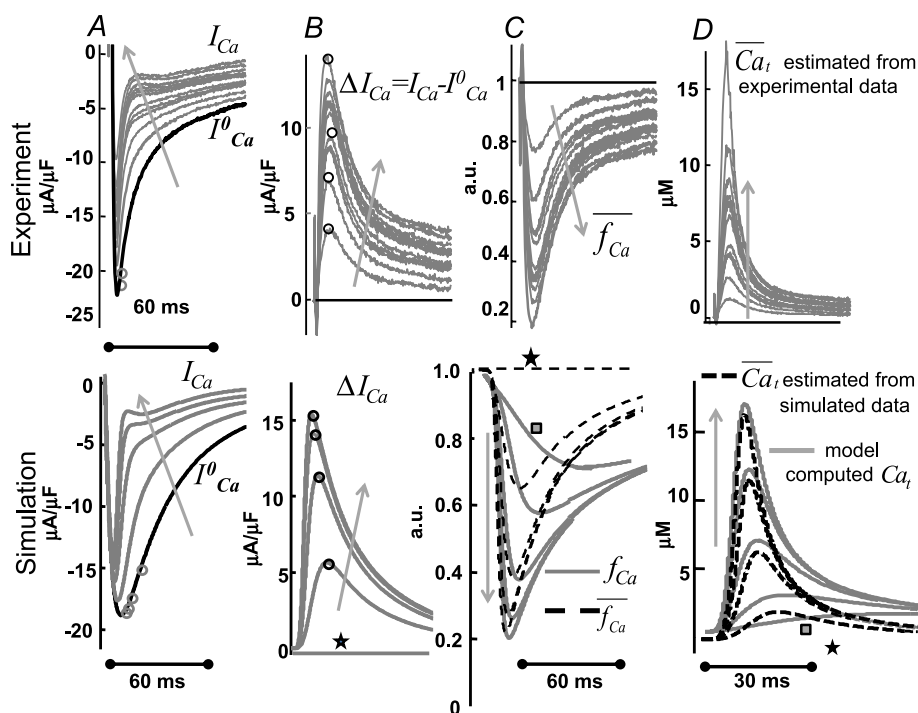 A
B
C
D
Experiment
μA/μF
0
-5
-10
-15
-20
-25
I_Ca
I^0_Ca
60 ms
μA/μF
10
5
0
ΔI_Ca=I_Ca-I^0_Ca
a.u.
1
0.8
0.6
0.4
0.2
f_Ca
μM
15
10
5
0
Ca_t estimated from
experimental data
Simulation
μA/μF
0
-5
-10
-15
-20
I_Ca
I^0_Ca
60 ms
μA/μF
15
10
5
0
ΔI_Ca
a.u.
1.0
0.8
0.6
0.4
0.2
0
f_Ca
f_Ca
60 ms
μM
15
10
5
Ca_t estimated from
simulated data
model
computed Ca_t
30 ms